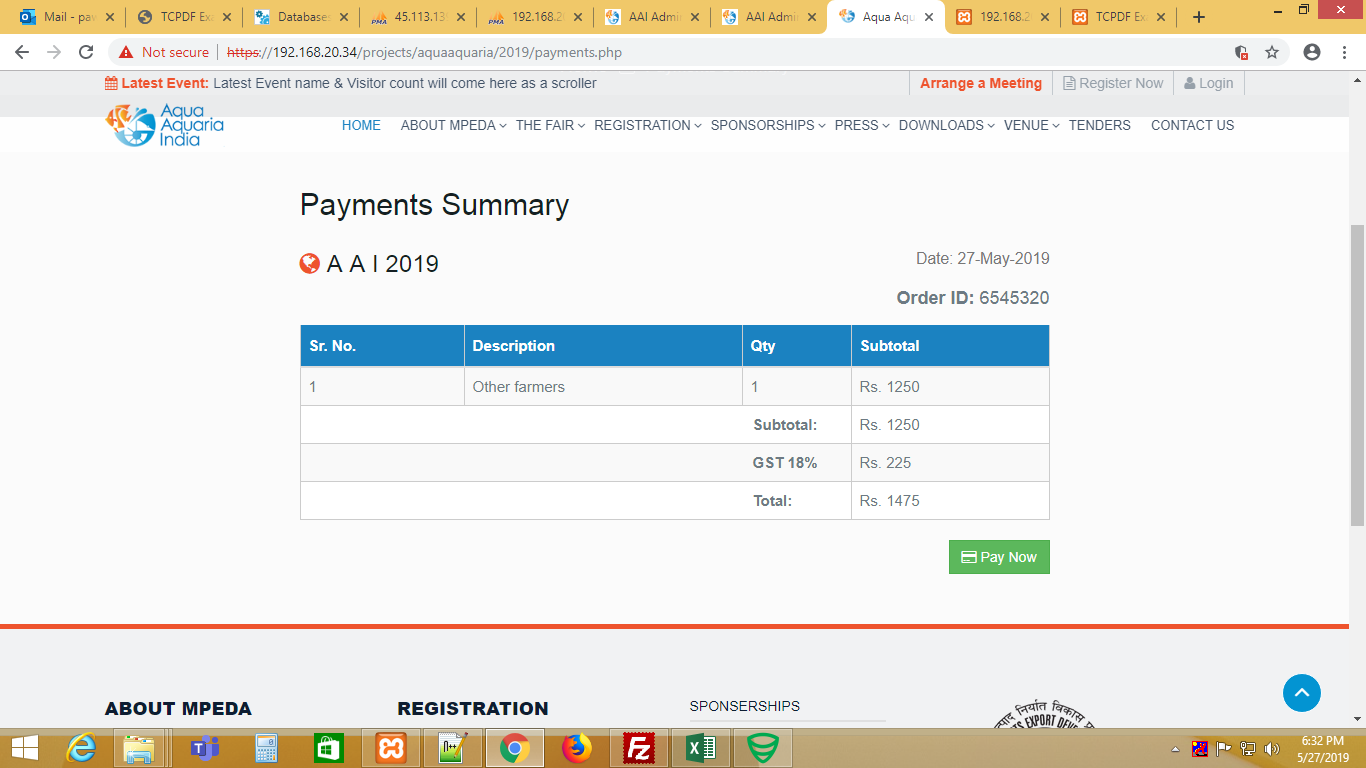 Mail - pav
TCPDF Exa
Databases
45.113.13
192.168.2
AAI Admi
AAI Admi
Aqua Aqu
192.168.2
TCPDF Exa
Not secure https://192.168.20.34/projects/aquaaquaria/2019/payments.php
Latest Event: Latest Event name & Visitor count will come here as a scroller
Arrange a Meeting Register Now Login
Aqua
Aquaria
India
HOME ABOUT MPEDA THE FAIR REGISTRATION SPONSORSHIPS PRESS DOWNLOADS VENUE TENDERS CONTACT US
Payments Summary
A A I 2019
Date: 27-May-2019
Order ID: 6545320
Sr. No. Description Qty Subtotal
1 Other farmers 1 Rs. 1250
Subtotal: Rs. 1250
GST 18% Rs. 225
Total: Rs. 1475
Pay Now
ABOUT MPEDA REGISTRATION SPONSERSHIPS
निर्यात विकास
EXPORT
6:32 PM
5/27/2019